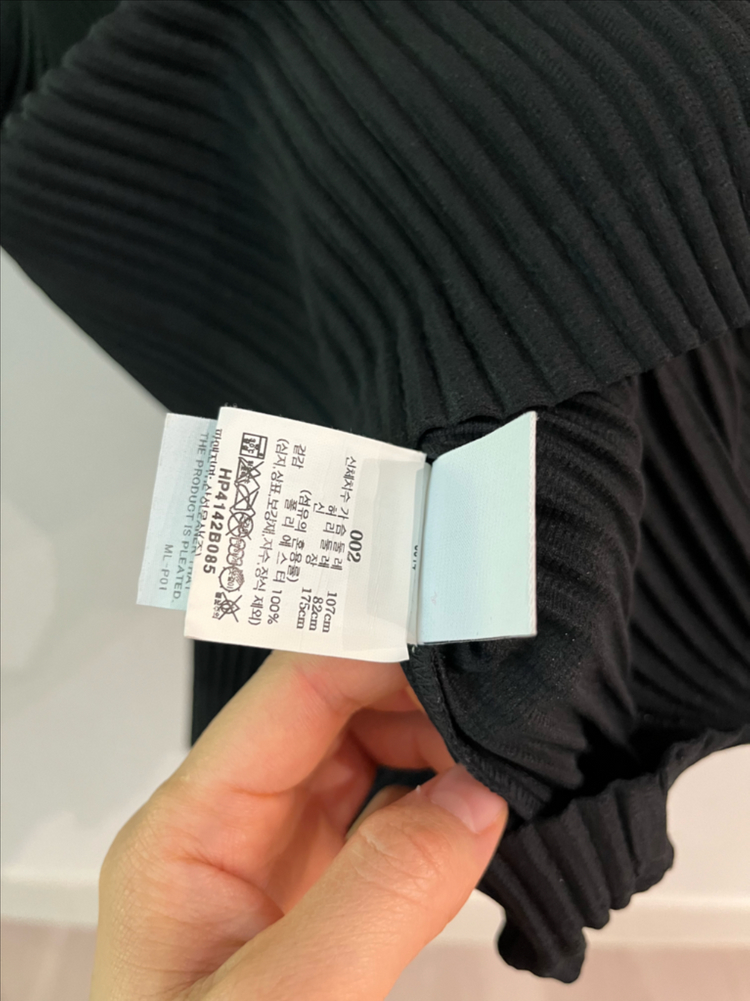 002
신체치수 가 슴 둘 레 107cm
허 리 둘 레 82cm
신 장 175cm
겉감 (섬유의 혼용률)
폴 리 에 스 터 100%
(심지,상표,보강재,자수,장식 제외)
HP4142B085
THE PRODUCT IS PLEATED.
ML-P01